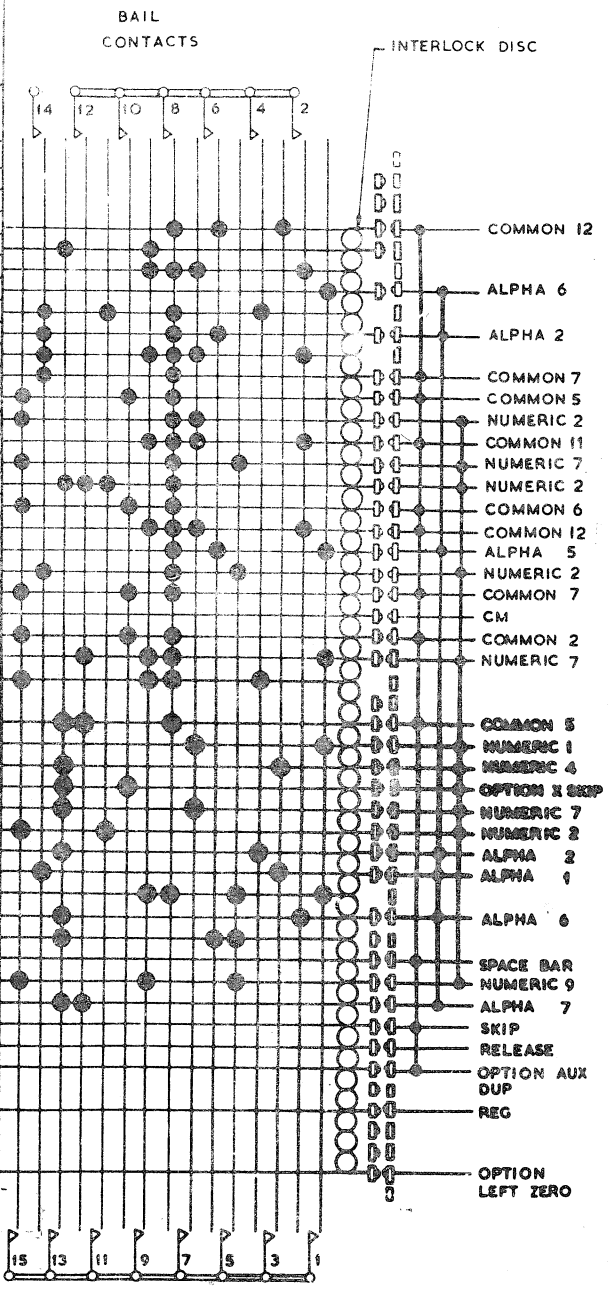 BAIL
CONTACTS
INTERLOCK DISC
14 12 10 8 6 4 2
COMMON 12
ALPHA 6
ALPHA 2
COMMON 7
COMMON 5
NUMERIC 2
COMMON 11
NUMERIC 7
NUMERIC 2
COMMON 6
COMMON 12
ALPHA 5
NUMERIC 2
COMMON 7
CM
COMMON 2
NUMERIC 7
COMMON 5
NUMERIC 1
NUMERIC 4
OPTION X SKIP
NUMERIC 7
NUMERIC 2
ALPHA 2
ALPHA 1
ALPHA 6
SPACE BAR
NUMERIC 9
ALPHA 7
SKIP
RELEASE
OPTION AUX
DUP
REG
OPTION
LEFT ZERO
15 13 11 9 7 5 3 1